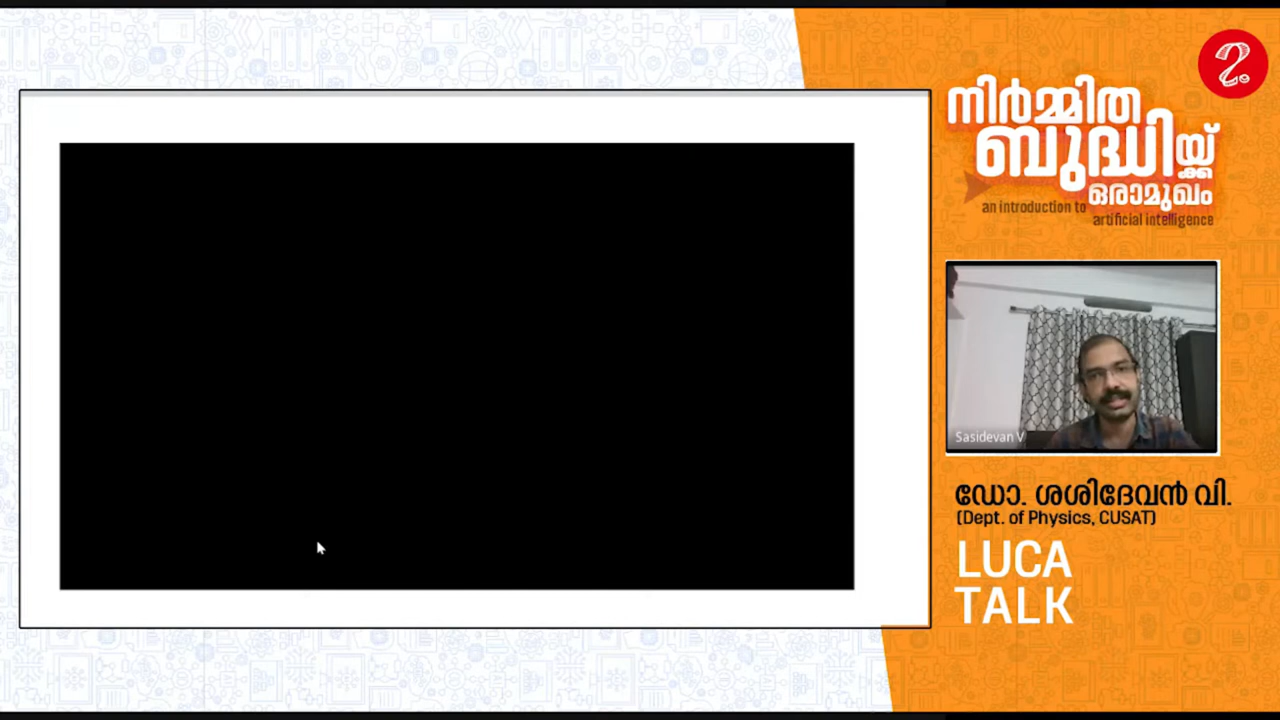 നിർമ്മിത
ബുദ്ധിയ്ക്ക്
ഒരാമുഖം
an introduction to
artificial intelligence
Sasidevan V
ഡോ. ശശിദേവൻ വി.
(Dept. of Physics, CUSAT)
LUCA
TALK